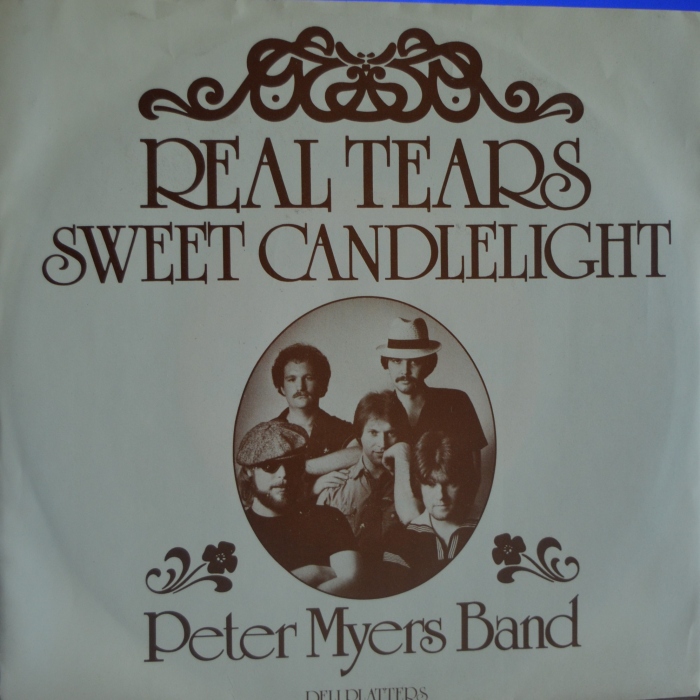 REAL TEARS
SWEET CANDLELIGHT
Peter Myers Band